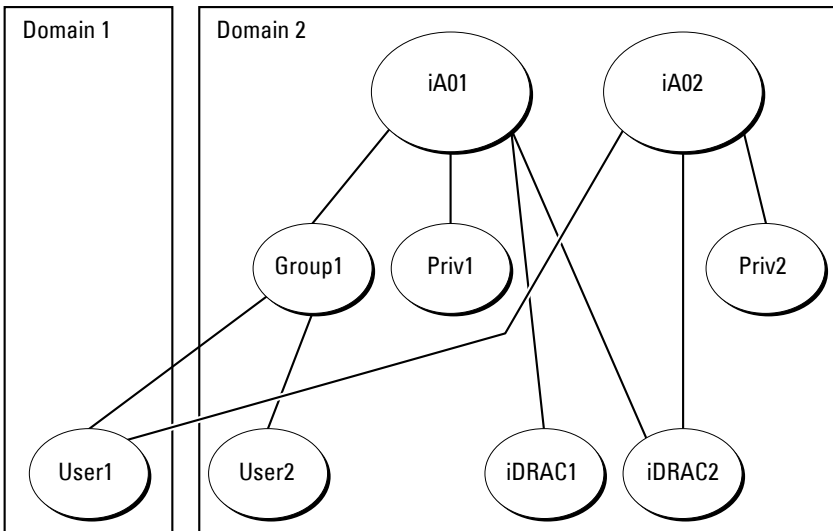 Domain 1
Domain 2
iA01
iA02
Group1
Priv1
Priv2
User1
User2
iDRAC1
iDRAC2